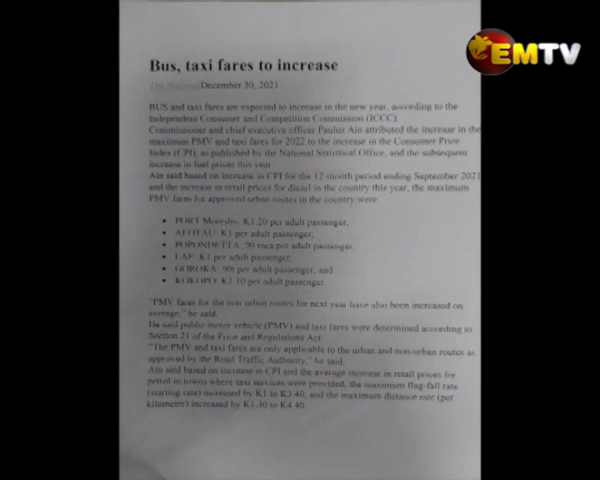 EMTV
Bus, taxi fares to increase
The National December 30, 2021
BUS and taxi fares are expected to increase in the new year, according to the
Independent Consumer and Competition Commission (ICCC).
Commissioner and chief executive officer Paulus Ain attributed the increase in the
maximum PMV and taxi fares for 2022 to the increase in the Consumer Price
Index (CPI), as published by the National Statistical Office, and the subsequent
increase in fuel prices this year.
Ain said based on increase in CPI for the 12-month period ending September 2021
and the increase in retail prices for diesel in the country this year, the maximum
PMV fares for approved urban routes in the country were:
• PORT Moresby: K1.20 per adult passenger;
• ALOTAU: K1 per adult passenger;
• POPONDETTA: 90 toea per adult passenger;
• LAE: K1 per adult passenger;
• GOROKA: 90t per adult passenger; and
• KOKOPO: K1.10 per adult passenger.
"PMV fares for the non urban routes for next year have also been increased on
average," he said.
He said public motor vehicle (PMV) and taxi fares were determined according to
Section 21 of the Price and Regulations Act.
"The PMV and taxi fares are only applicable to the urban and non-urban routes as
approved by the Road Traffic Authority," he said.
Ain said based on increase in CPI and the average increase in retail prices for
petrol in towns where taxi services were provided, the maximum flag-fall rate
(starting rate) increased by K1 to K3.40, and the maximum distance rate (per
kilometre) increased by K1.30 to K4.40.